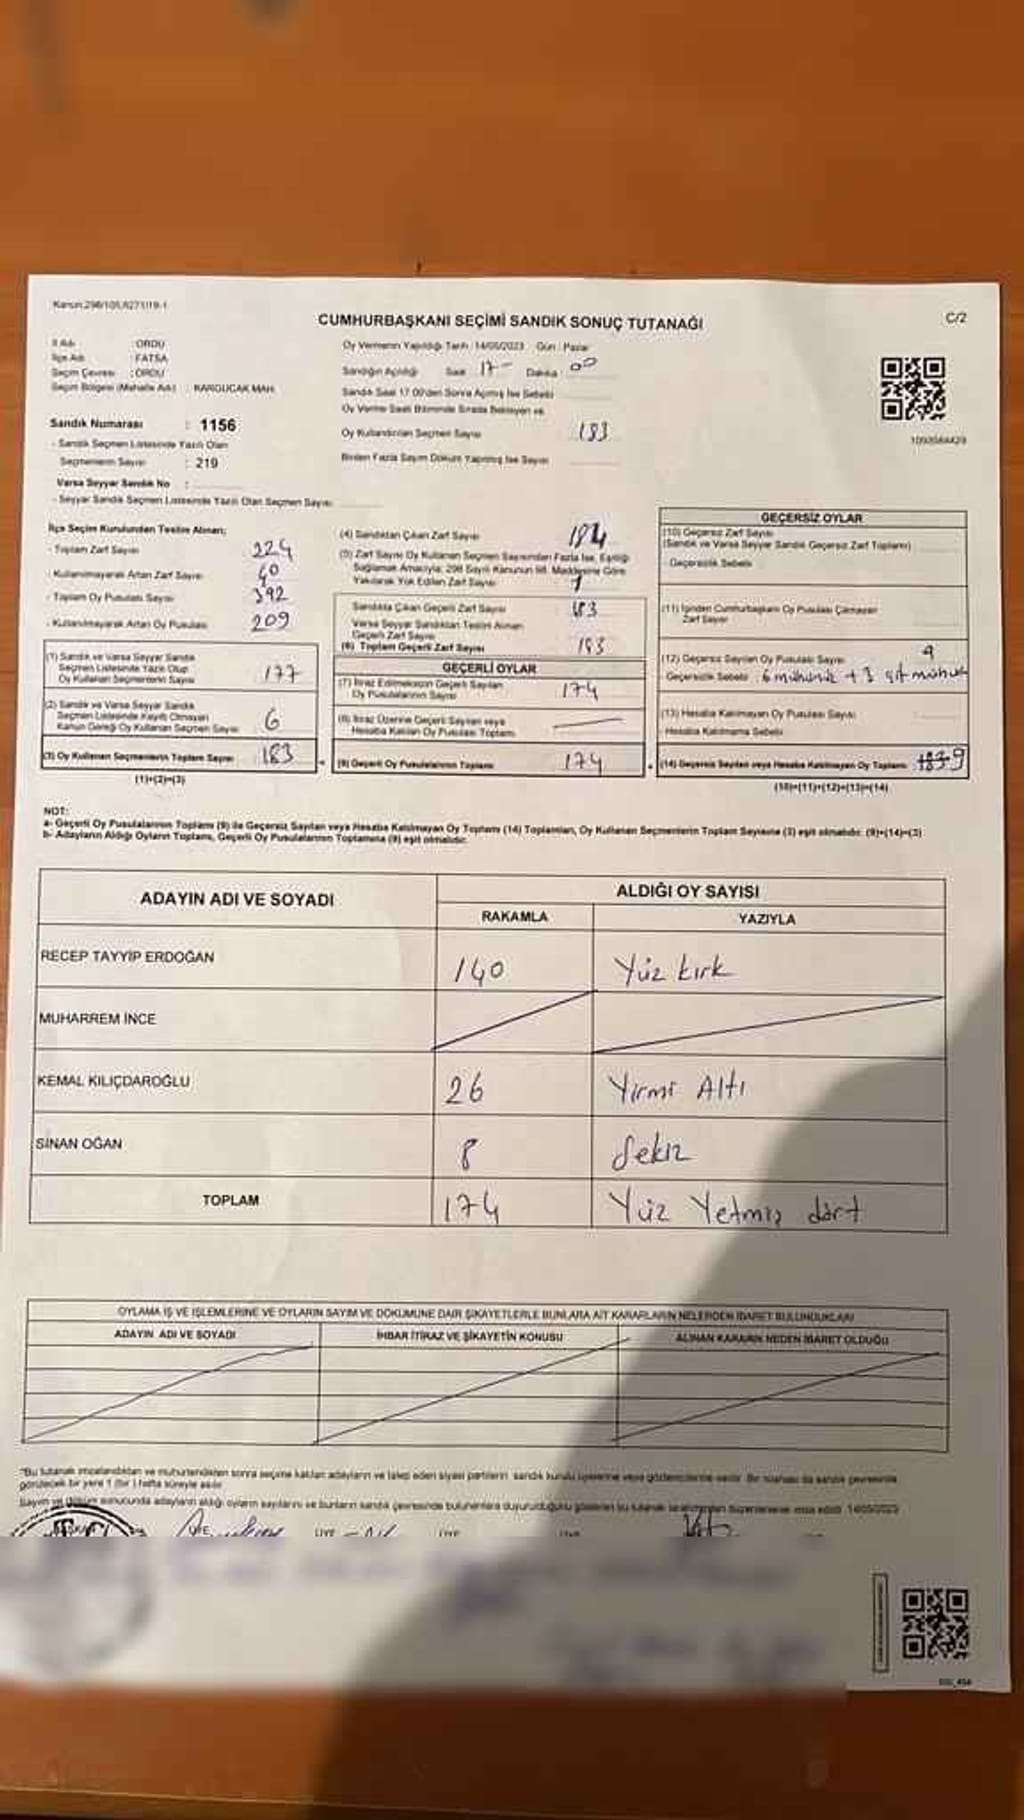 Kanun:298/105,6271/19-1
CUMHURBAŞKANI SEÇİMİ SANDIK SONUÇ TUTANAĞI
C/2
İl Adı : ORDU
İlçe Adı : FATSA
Seçim Çevresi : ORDU
Seçim Bölgesi (Mahalle Adı) : KARGUCAK MAH.
Sandık Numarası : 1156
- Sandık Seçmen Listesinde Yazılı Olan
Seçmenlerin Sayısı : 219
Varsa Seyyar Sandık No :
- Seyyar Sandık Seçmen Listesinde Yazılı Olan Seçmen Sayısı
Oy Vermenin Yapıldığı Tarih : 14/05/2023 Gün : Pazar
Sandığın Açıldığı Saat 17 Dakika 00
Sandık Saat 17.00'den Sonra Açılmış İse Sebebi
Oy Verme Saati Bitiminde Sırada Bekleyen ve
Oy Kullandırılan Seçmen Sayısı 183
Birden Fazla Sayım Döküm Yapılmış İse Sayısı
1093084429
İlçe Seçim Kurulundan Teslim Alınan;
- Toplam Zarf Sayısı 224
- Kullanılmayarak Artan Zarf Sayısı 40
- Toplam Oy Pusulası Sayısı 392
- Kullanılmayarak Artan Oy Pusulası 209
(1) Sandık ve Varsa Seyyar Sandık
Seçmen Listesinde Yazılı Olup
Oy Kullanan Seçmenlerin Sayısı 177
(2) Sandık ve Varsa Seyyar Sandık
Seçmen Listesinde Kayıtlı Olmayan
Kanun Gereği Oy Kullanan Seçmen Sayısı 6
(3) Oy Kullanan Seçmenlerin Toplam Sayısı 183
(1)+(2)=(3)
(4) Sandıktan Çıkan Zarf Sayısı 184
(5) Zarf Sayısı Oy Kullanan Seçmen Sayısından Fazla İse, Eşitliği
Sağlamak Amacıyla; 298 Sayılı Kanunun 98. Maddesine Göre
Yakılarak Yok Edilen Zarf Sayısı 1
Sandıkta Çıkan Geçerli Zarf Sayısı 183
Varsa Seyyar Sandıktan Teslim Alınan
Geçerli Zarf Sayısı
(6) Toplam Geçerli Zarf Sayısı 183
GEÇERLİ OYLAR
(7) İtiraz Edilmeksizin Geçerli Sayılan
Oy Pusulalarının Sayısı 174
(8) İtiraz Üzerine Geçerli Sayılan veya
Hesaba Katılan Oy Pusulası Toplamı
(9) Geçerli Oy Pusulalarının Toplamı 174
GEÇERSİZ OYLAR
(10) Geçersiz Zarf Sayısı
(Sandık ve Varsa Seyyar Sandık Geçersiz Zarf Toplamı)
Geçersizlik Sebebi
(11) İçinden Cumhurbaşkanı Oy Pusulası Çıkmayan
Zarf Sayısı
(12) Geçersiz Sayılan Oy Pusulası Sayısı 9
Geçersizlik Sebebi 6 mühürsüz + 3 çift mühür
(13) Hesaba Katılmayan Oy Pusulası Sayısı
Hesaba Katılmama Sebebi
(14) Geçersiz Sayılan veya Hesaba Katılmayan Oy Toplamı 9
(10)+(11)+(12)+(13)=(14)
NOT:
a- Geçerli Oy Pusulalarının Toplamı (9) ile Geçersiz Sayılan veya Hesaba Katılmayan Oy Toplamı (14) Toplamları, Oy Kullanan Seçmenlerin Toplam Sayısına (3) eşit olmalıdır. (9)+(14)=(3)
b- Adayların Aldığı Oyların Toplamı, Geçerli Oy Pusulalarının Toplamına (9) eşit olmalıdır.
ADAYIN ADI VE SOYADI
ALDIĞI OY SAYISI
RAKAMLA YAZIYLA
RECEP TAYYİP ERDOĞAN 140 Yüz kırk
MUHARREM İNCE
KEMAL KILIÇDAROĞLU 26 Yirmi Altı
SİNAN OĞAN 8 Sekiz
TOPLAM 174 Yüz Yetmiş dört
OYLAMA İŞ VE İŞLEMLERİNE VE OYLARIN SAYIM VE DÖKÜMÜNE DAİR ŞİKAYETLERLE BUNLARA AİT KARARLARIN NELERDEN İBARET BULUNDUKLARI
ADAYIN ADI VE SOYADI İHBAR İTİRAZ VE ŞİKAYETİN KONUSU ALINAN KARARIN NEDEN İBARET OLDUĞU
"Bu tutanak imzalandıktan ve mühürlendikten sonra seçime katılan adayların ve talep eden siyasi partilerin sandık kurulu üyelerine veya gözlemcilerine verilir. Bir nüshası da sandık çevresinde
görülecek bir yere 1 (bir ) hafta süreyle asılır.
Sayım ve döküm sonucunda adayların aldığı oyların sayılarını ve bunların sandık çevresinde bulunanlara duyurulduğunu gösteren bu tutanak tarafımızdan düzenlenerek imza edildi. 14/05/2023
BAŞKAN ÜYE ÜYE ÜYE ÜYE